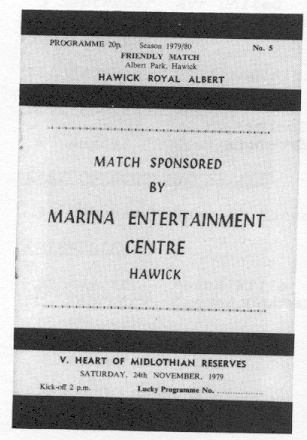 PROGRAMME 20p. Season 1979/80 No. 5
FRIENDLY MATCH
Albert Park, Hawick
HAWICK ROYAL ALBERT
MATCH SPONSORED
BY
MARINA ENTERTAINMENT
CENTRE
HAWICK
V. HEART OF MIDLOTHIAN RESERVES
SATURDAY, 24th NOVEMBER, 1979
Kick-off 2 p.m. Lucky Programme No. ....................